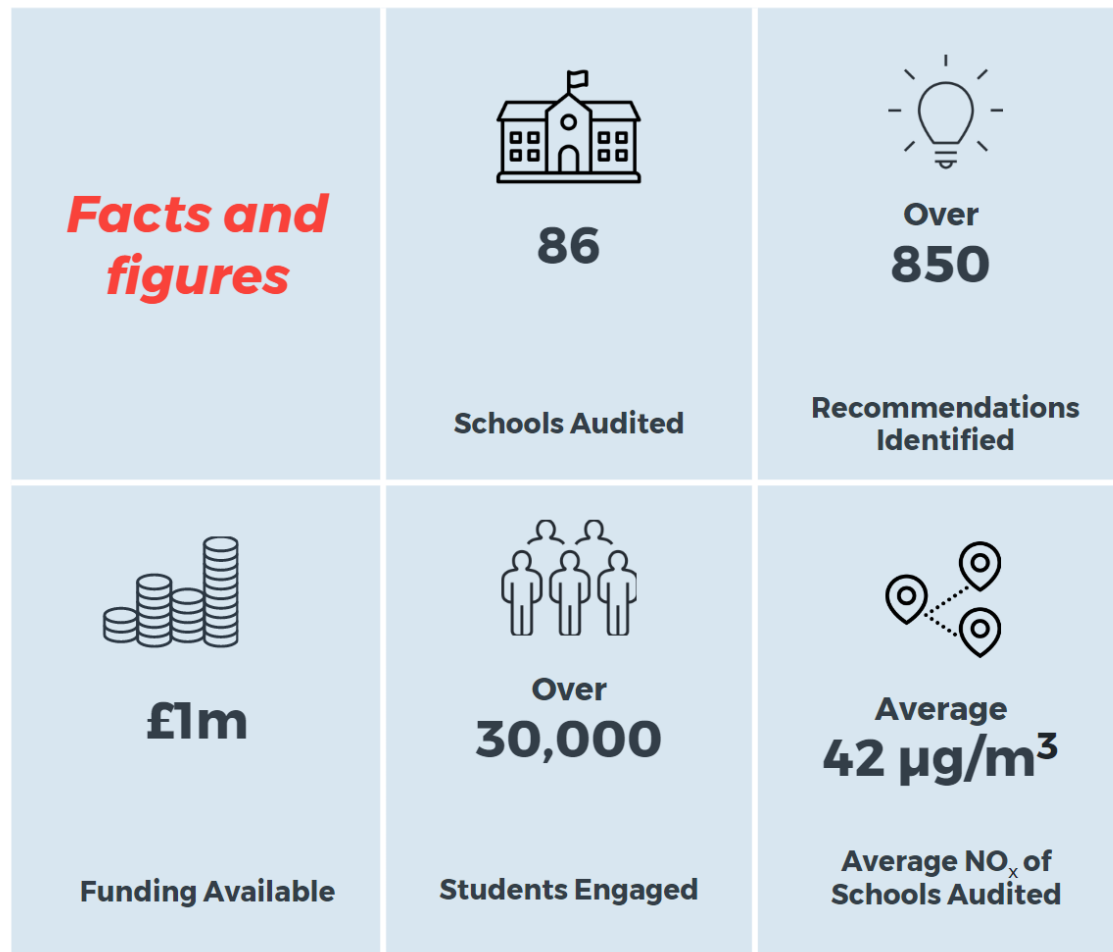 Facts and
figures
86
Schools Audited
Over
850
Recommendations
Identified
£1m
Funding Available
Over
30,000
Students Engaged
Average
42 µg/m³
Average NOₓ of
Schools Audited